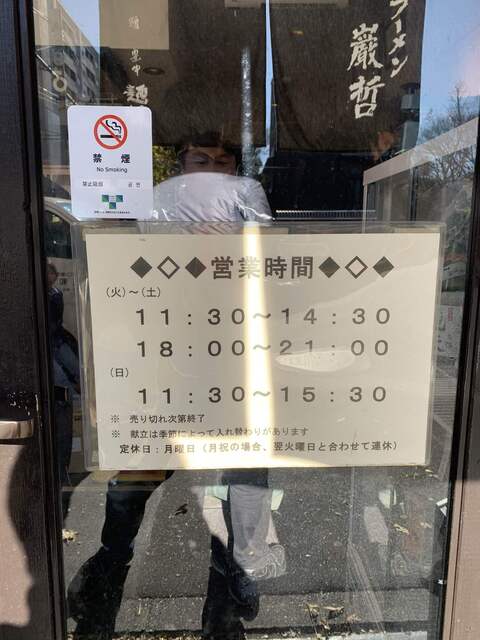 ラーメン
巌哲
麺
禁煙
No Smoking
◆◇◆営業時間◆◇◆
（火）～（土）
１１：３０～１４：３０
１８：００～２１：００
（日）
１１：３０～１５：３０
※ 売り切れ次第終了
※ 献立は季節によって入れ替わりがあります
定休日：月曜日（月祝の場合、翌火曜日と合わせて連休）